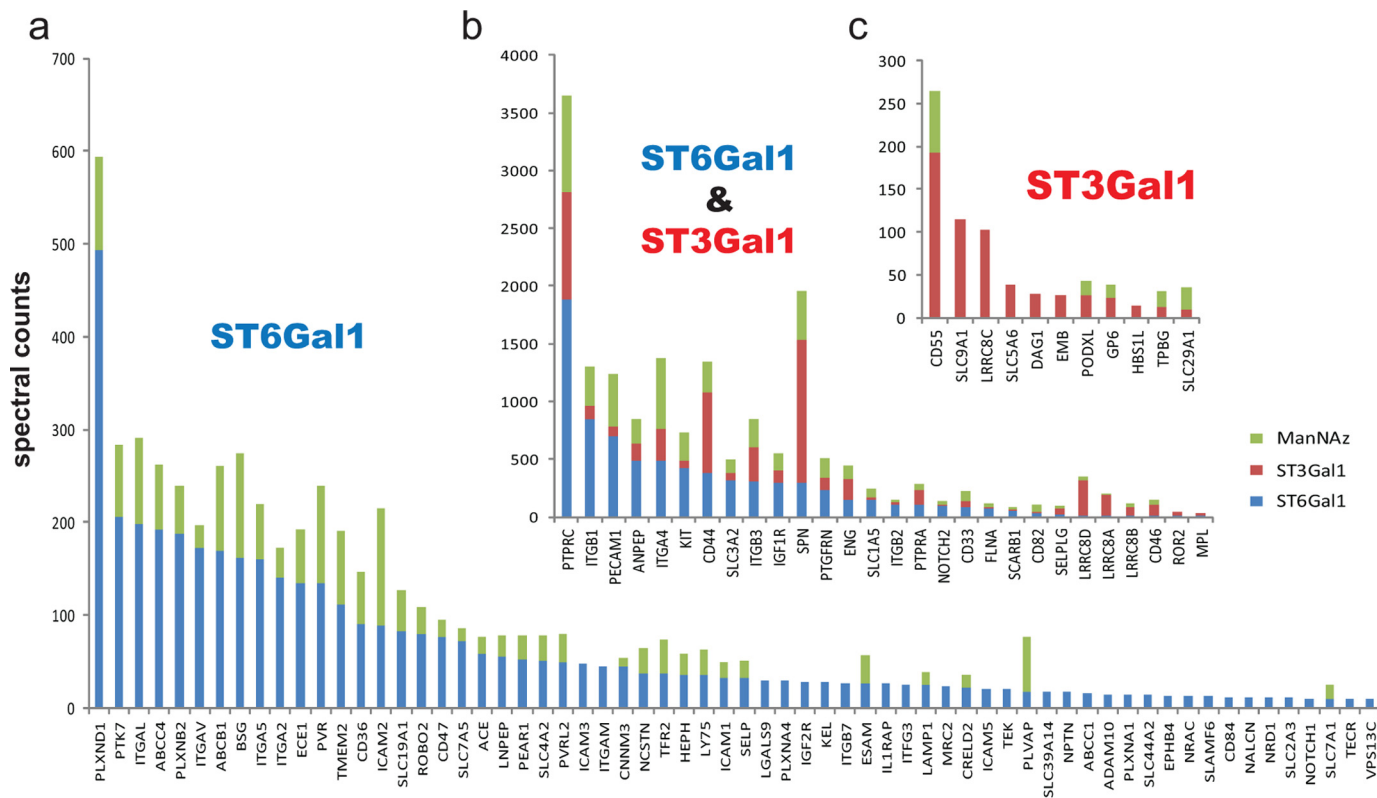 a
b
c
spectral counts
700
600
500
400
300
200
100
0
ST6Gal1
PLXND1
PTK7
ITGAL
ABCC4
PLXNB2
ITGAV
ABCB1
BSG
ITGA5
ITGA2
ECE1
PYR
TMEM2
CD36
ICAM2
SLC19A1
ROBO2
CD47
SLC7A5
ACE
LNPEP
PEAR1
SLC4A2
PVRL2
ICAM3
ITGAM
CNNM3
NCSTN
TFR2
HEPH
LY75
ICAM1
SELP
LGALS9
PLXNA4
IGF2R
KEL
ITGB7
ESAM
IL1RAP
ITFG3
LAMP1
MRC2
CRELD2
ICAM5
TEK
PLVAP
SLC39A14
NPTN
ABCC1
ADAM10
PLXNA1
SLC44A2
EPHB4
NRAC
SLAMF6
CD84
NALCN
NRD1
SLC2A3
NOTCH1
SLC7A1
TECR
VPS13C
4000
3500
3000
2500
2000
1500
1000
500
0
ST6Gal1
&
ST3Gal1
PTPRC
ITGB1
PECAM1
ANPEP
ITGA4
KIT
CD44
SLC3A2
ITGB3
IGF1R
SPN
PTGFRN
ENG
SLC1A5
ITGB2
PTPRA
NOTCH2
CD33
FLNA
SCARB1
CD82
SELPLG
LRRC8D
LRRC8A
LRRC8B
CD46
ROR2
MPL
300
250
200
150
100
50
0
ST3Gal1
CD55
SLC9A1
LRRC8C
SLC5A6
DAG1
EMB
PODXL
GP6
HBS1L
TPBG
SLC29A1
ManNAz
ST3Gal1
ST6Gal1